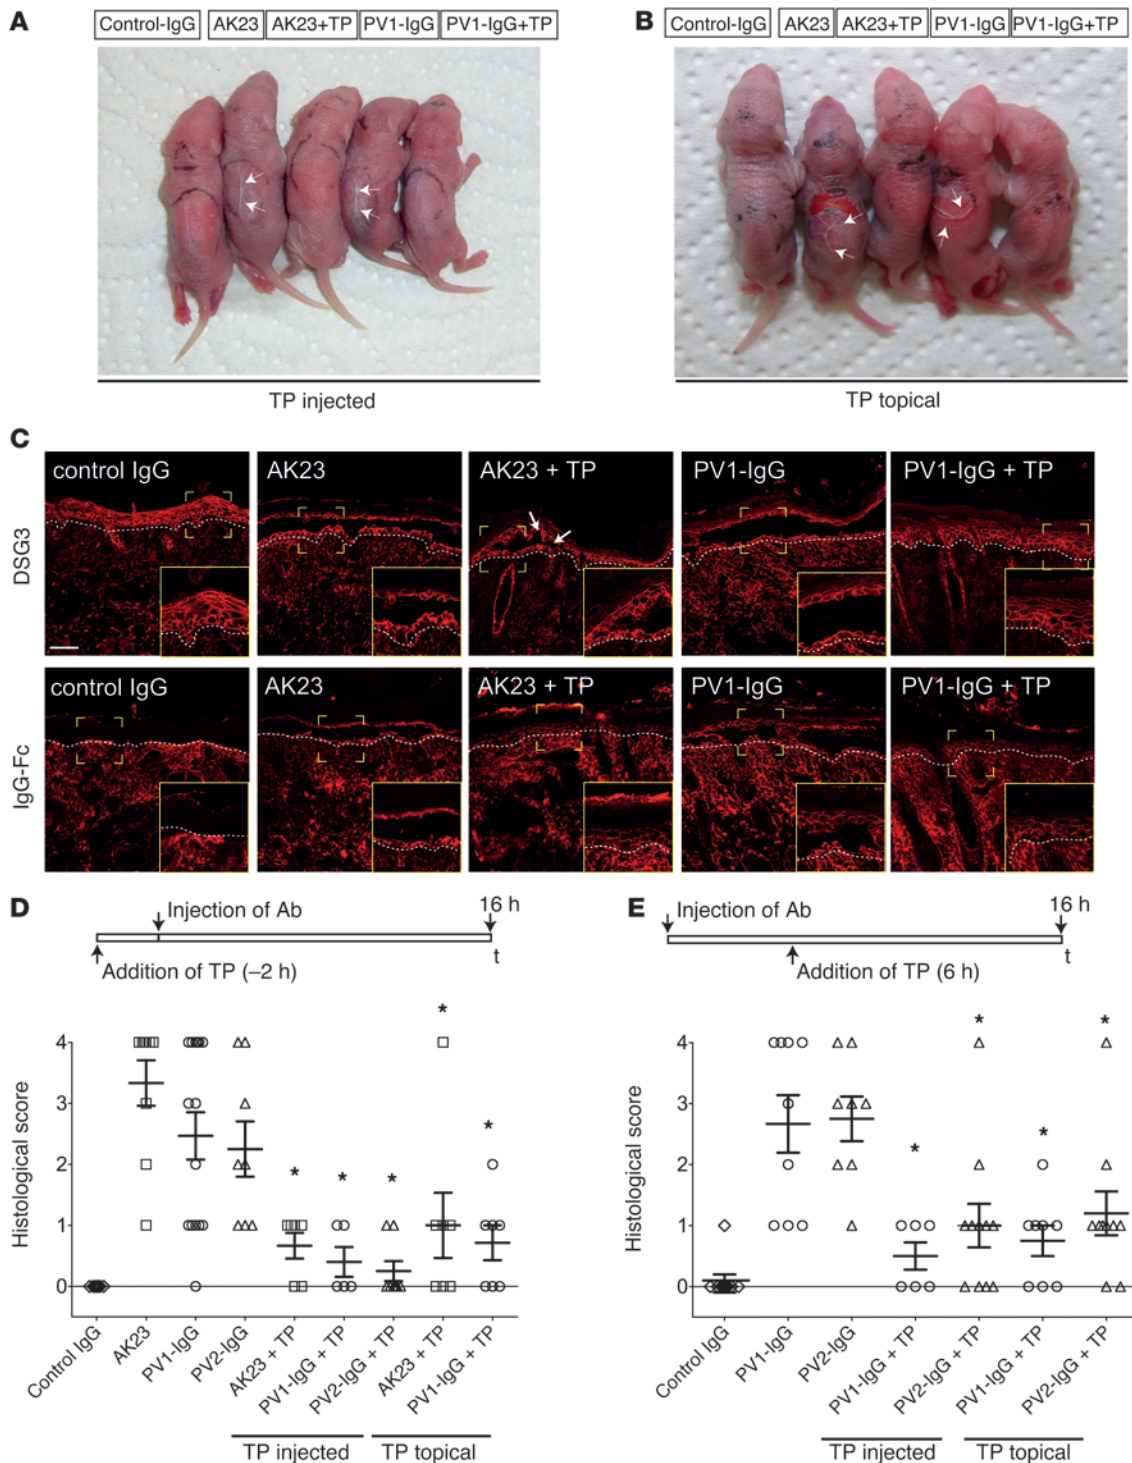 A
Control-IgG AK23 AK23+TP PV1-IgG PV1-IgG+TP
TP injected
B
Control-IgG AK23 AK23+TP PV1-IgG PV1-IgG+TP
TP topical
C
control IgG AK23 AK23 + TP PV1-IgG PV1-IgG + TP
DSG3
control IgG AK23 AK23 + TP PV1-IgG PV1-IgG + TP
IgG-Fc
D
Injection of Ab
16 h
t
Addition of TP (–2 h)
Histological score
4
3
2
1
0
* * * * *
Control IgG AK23 PV1-IgG PV2-IgG AK23 + TP PV1-IgG + TP PV2-IgG + TP AK23 + TP PV1-IgG + TP
TP injected TP topical
E
Injection of Ab
16 h
t
Addition of TP (6 h)
Histological score
4
3
2
1
0
* * * *
Control IgG PV1-IgG PV2-IgG PV1-IgG + TP PV2-IgG + TP PV1-IgG + TP PV2-IgG + TP
TP injected TP topical